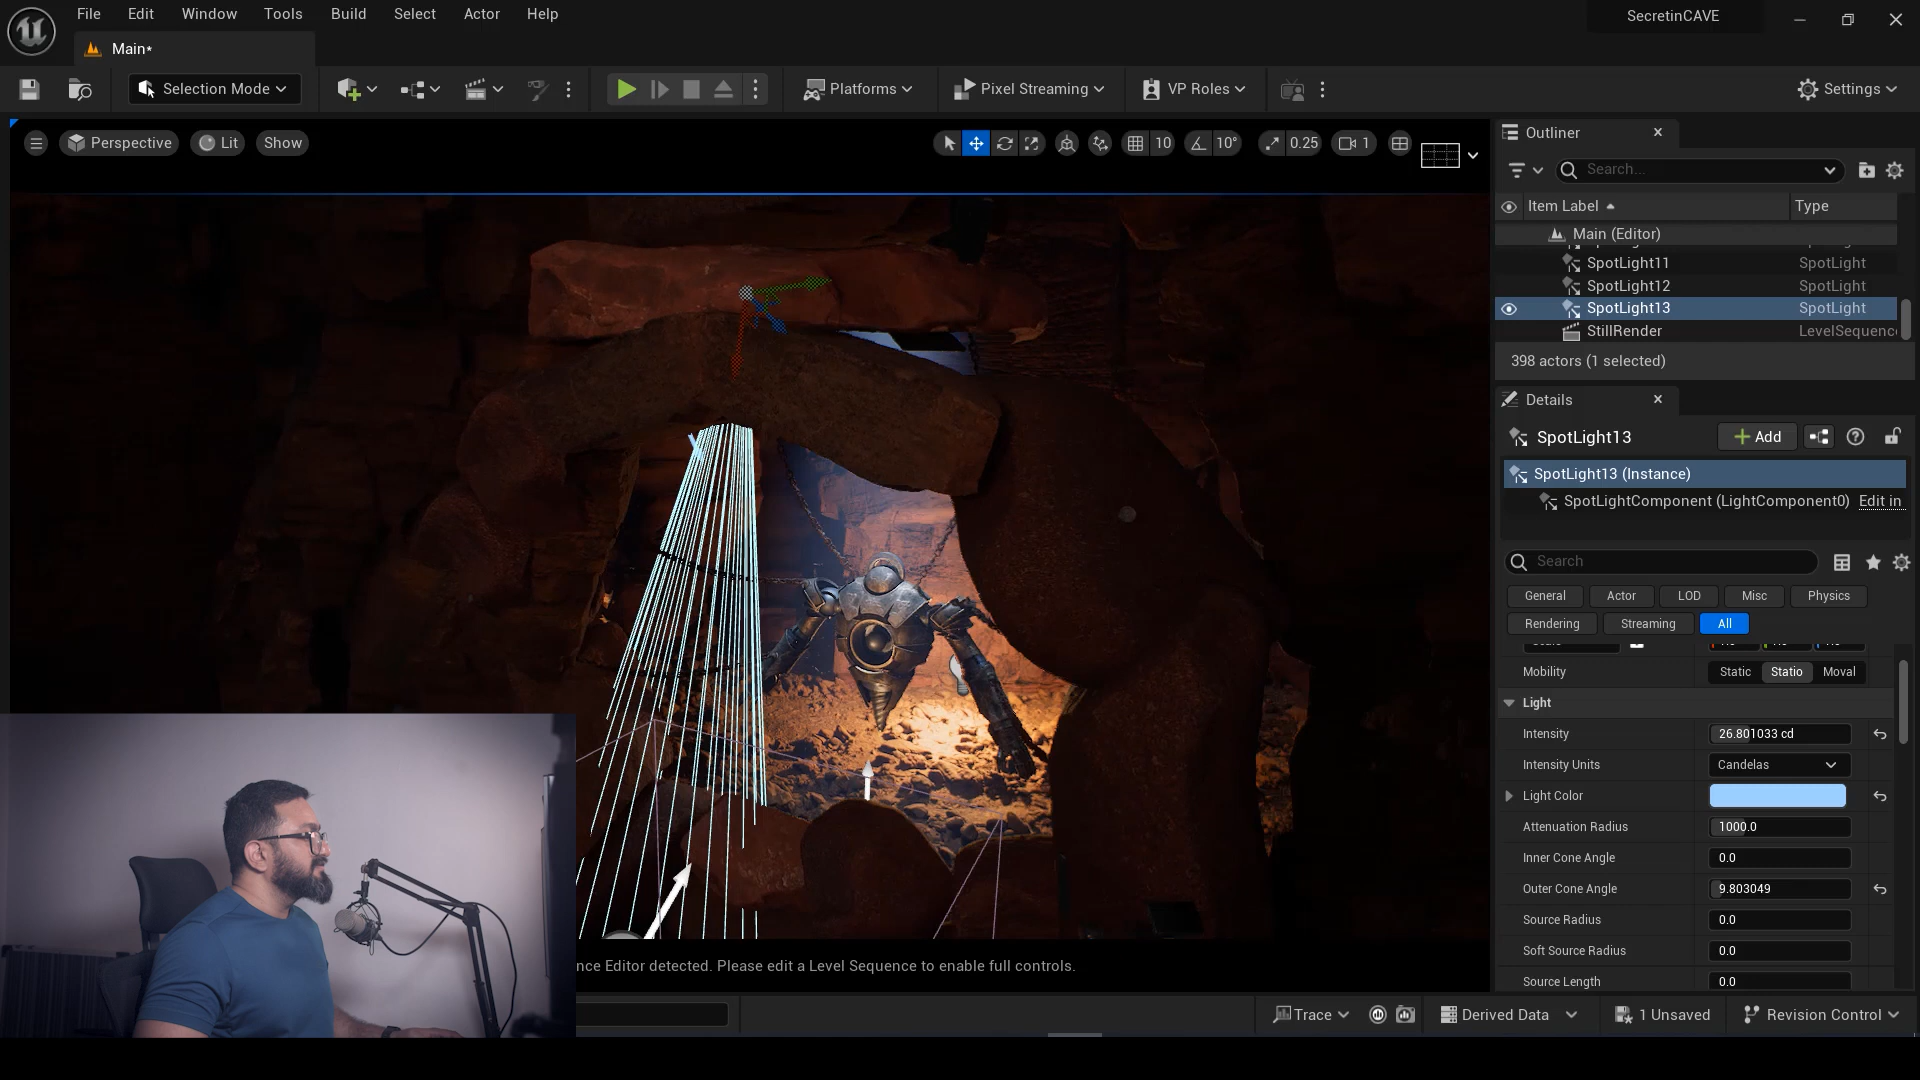 File Edit Window Tools Build Select Actor Help
SecretinCAVE
Main*
Selection Mode
Platforms
Pixel Streaming
VP Roles
Settings
Perspective
Lit
Show
10
10°
0.25
1
Outliner
Search...
Item Label
Type
Main (Editor)
SpotLight11 SpotLight
SpotLight12 SpotLight
SpotLight13 SpotLight
StillRender LevelSequenc
398 actors (1 selected)
Details
SpotLight13
Add
SpotLight13 (Instance)
SpotLightComponent (LightComponent0) Edit in
Search
General Actor LOD Misc Physics
Rendering Streaming All
Mobility Static Statio Moval
Light
Intensity 26.801033 cd
Intensity Units Candelas
Light Color
Attenuation Radius 1000.0
Inner Cone Angle 0.0
Outer Cone Angle 9.803049
Source Radius 0.0
Soft Source Radius 0.0
Source Length 0.0
nce Editor detected. Please edit a Level Sequence to enable full controls.
Trace
Derived Data
1 Unsaved
Revision Control